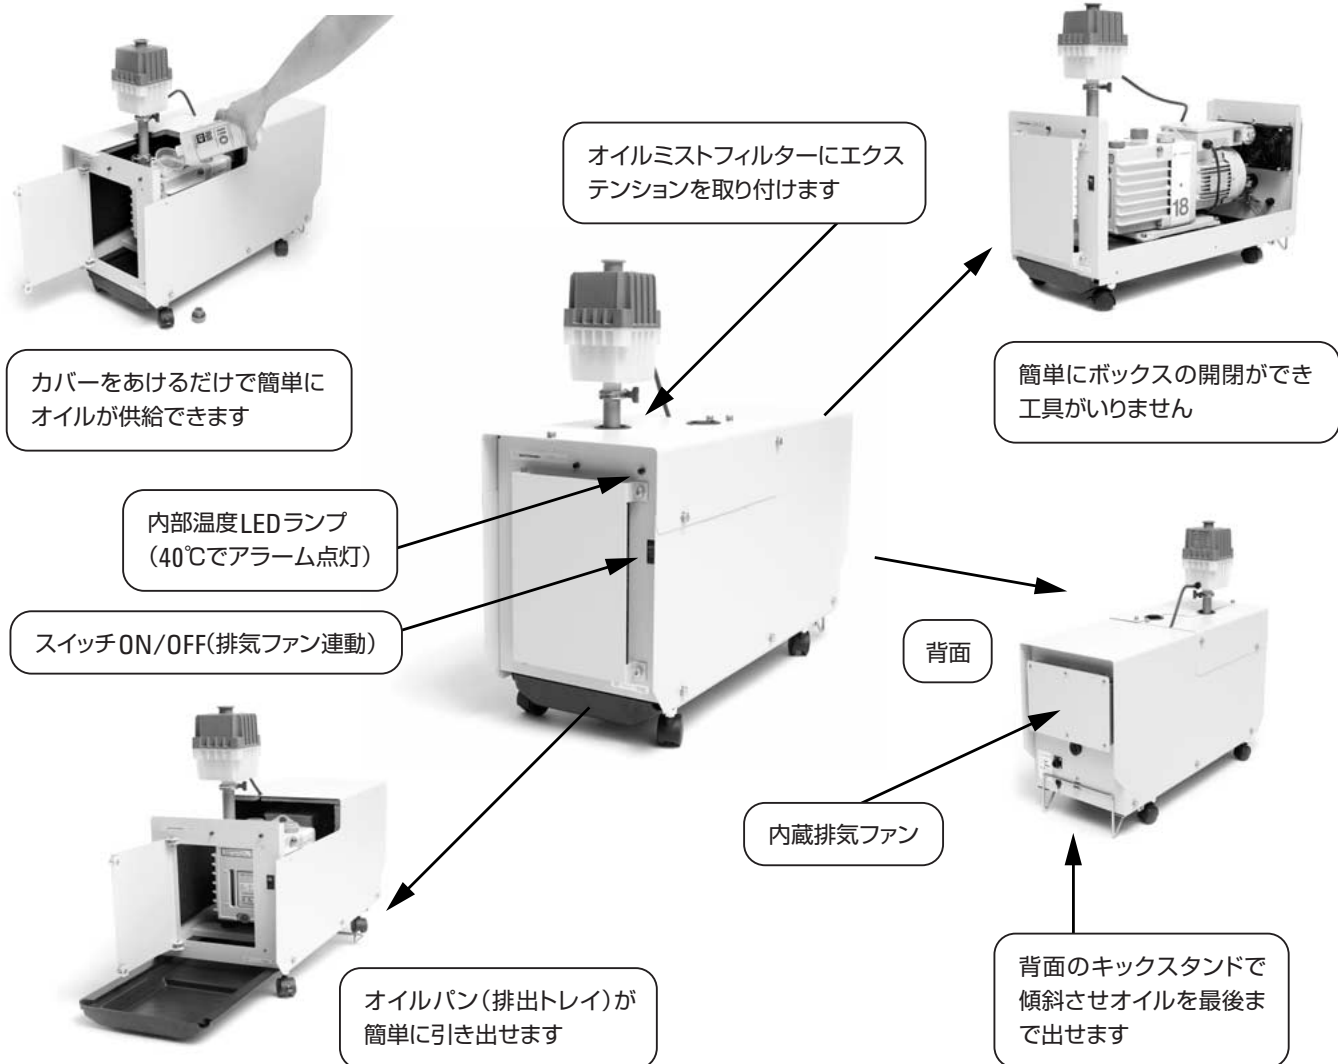 オイルミストフィルターにエクス
テンションを取り付けます
カバーをあけるだけで簡単に
オイルが供給できます
18
簡単にボックスの開閉ができ
工具がいりません
内部温度LEDランプ
(40℃でアラーム点灯)
スイッチON/OFF(排気ファン連動)
背面
内蔵排気ファン
オイルパン(排出トレイ)が
簡単に引き出せます
背面のキックスタンドで
傾斜させオイルを最後ま
で出せます